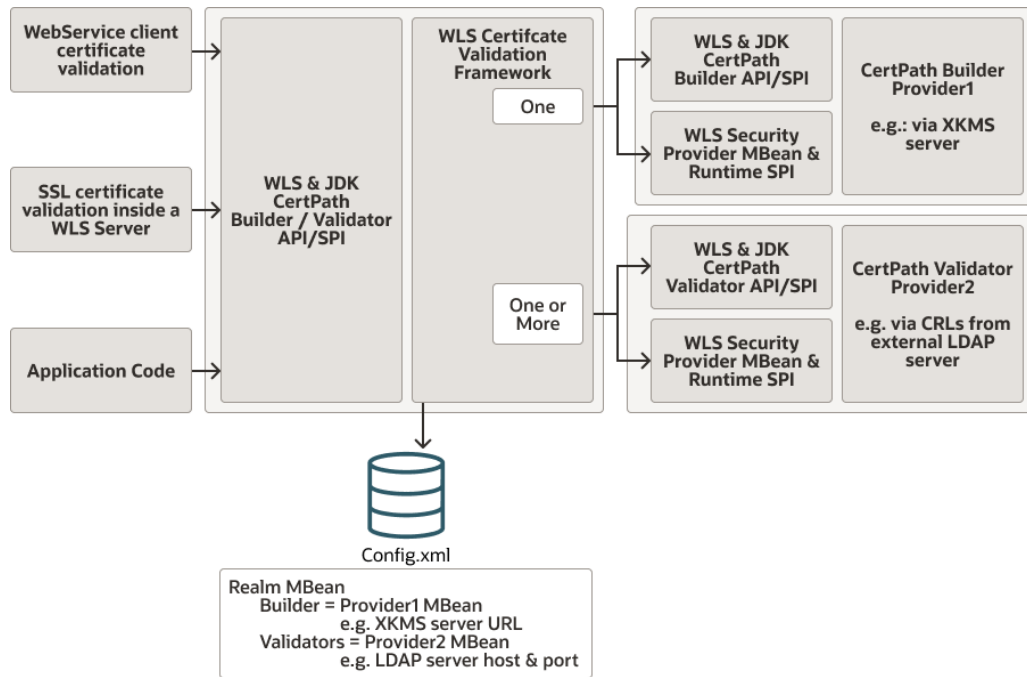 WebService client
certificate
validation
SSL certificate
validation inside a
WLS Server
Application Code
WLS & JDK
CertPath
Builder / Validator
API/SPI
WLS Certifcate
Validation
Framework
One
One or
More
WLS & JDK
CertPath
Builder API/SPI
WLS Security
Provider MBean &
Runtime SPI
CertPath Builder
Provider1
e.g.: via XKMS
server
WLS & JDK
CertPath
Validator API/SPI
WLS Security
Provider MBean &
Runtime SPI
CertPath Validator
Provider2
e.g. via CRLs from
external LDAP
server
Config.xml
Realm MBean
Builder = Provider1 MBean
e.g. XKMS server URL
Validators = Provider2 MBean
e.g. LDAP server host & port